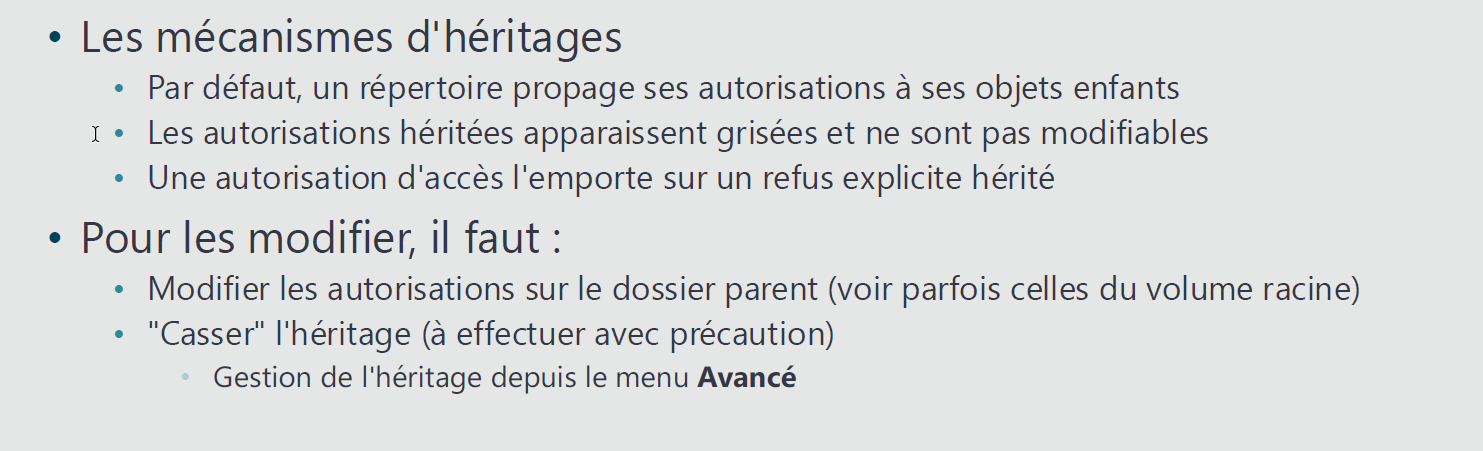 Les mécanismes d'héritages
Par défaut, un répertoire propage ses autorisations à ses objets enfants
Les autorisations héritées apparaissent grisées et ne sont pas modifiables
Une autorisation d'accès l'emporte sur un refus explicite hérité
Pour les modifier, il faut :
Modifier les autorisations sur le dossier parent (voir parfois celles du volume racine)
"Casser" l'héritage (à effectuer avec précaution)
Gestion de l'héritage depuis le menu Avancé